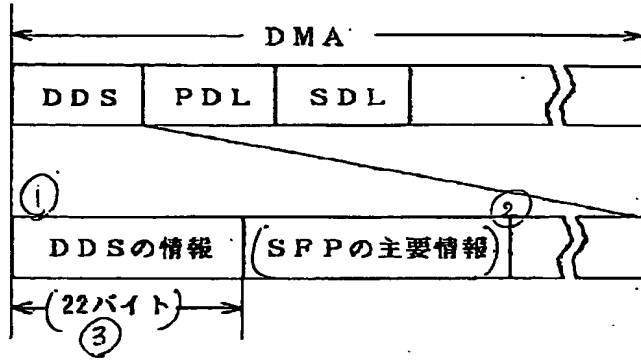 DMA
DDS PDL SDL
① ②
DDSの情報 (SFPの主要情報)
(22バイト)
③